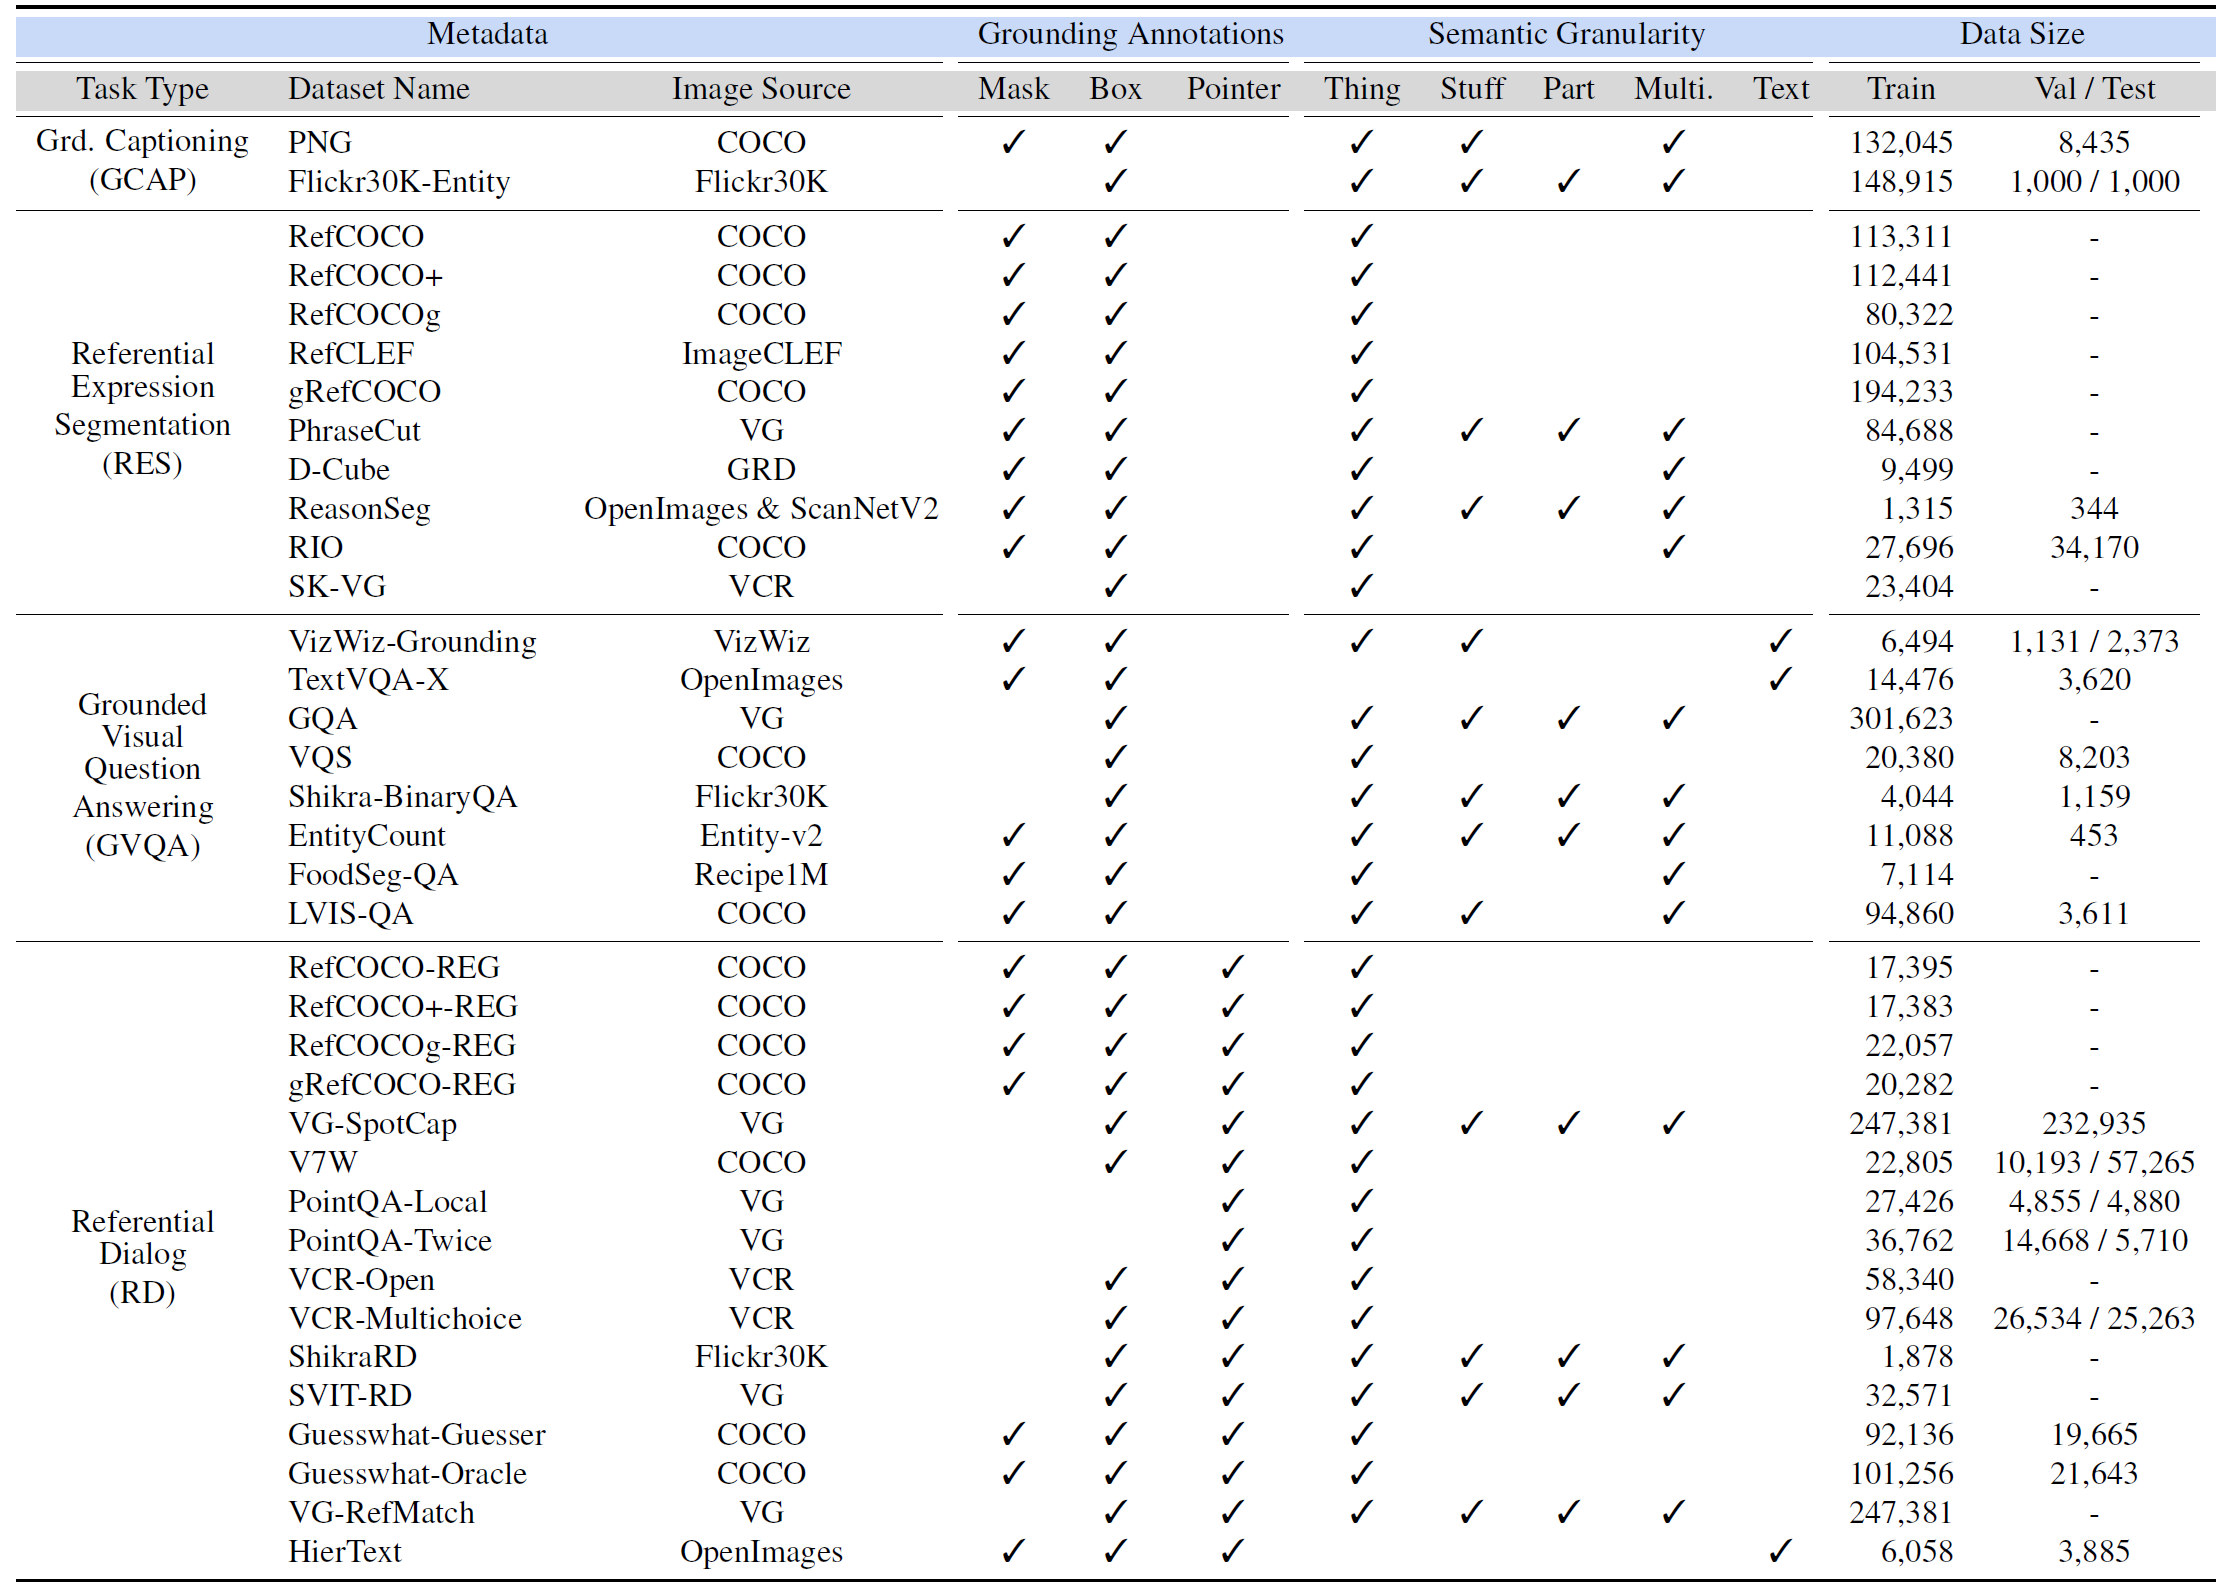 Metadata Grounding Annotations Semantic Granularity Data Size
Task Type Dataset Name Image Source Mask Box Pointer Thing Stuff Part Multi. Text Train Val / Test
Grd. Captioning (GCAP)
PNG COCO ✓ ✓ ✓ ✓ ✓ 132,045 8,435
Flickr30K-Entity Flickr30K ✓ ✓ ✓ ✓ ✓ 148,915 1,000 / 1,000
Referential Expression Segmentation (RES)
RefCOCO COCO ✓ ✓ ✓ 113,311 -
RefCOCO+ COCO ✓ ✓ ✓ 112,441 -
RefCOCOg COCO ✓ ✓ ✓ 80,322 -
RefCLEF ImageCLEF ✓ ✓ ✓ 104,531 -
gRefCOCO COCO ✓ ✓ ✓ 194,233 -
PhraseCut VG ✓ ✓ ✓ ✓ ✓ ✓ 84,688 -
D-Cube GRD ✓ ✓ ✓ ✓ 9,499 -
ReasonSeg OpenImages & ScanNetV2 ✓ ✓ ✓ ✓ ✓ ✓ 1,315 344
RIO COCO ✓ ✓ ✓ ✓ 27,696 34,170
SK-VG VCR ✓ ✓ 23,404 -
Grounded Visual Question Answering (GVQA)
VizWiz-Grounding VizWiz ✓ ✓ ✓ ✓ ✓ 6,494 1,131 / 2,373
TextVQA-X OpenImages ✓ ✓ ✓ 14,476 3,620
GQA VG ✓ ✓ ✓ ✓ ✓ 301,623 -
VQS COCO ✓ ✓ 20,380 8,203
Shikra-BinaryQA Flickr30K ✓ ✓ ✓ ✓ ✓ 4,044 1,159
EntityCount Entity-v2 ✓ ✓ ✓ ✓ ✓ ✓ 11,088 453
FoodSeg-QA Recipe1M ✓ ✓ ✓ ✓ 7,114 -
LVIS-QA COCO ✓ ✓ ✓ ✓ ✓ 94,860 3,611
Referential Dialog (RD)
RefCOCO-REG COCO ✓ ✓ ✓ ✓ 17,395 -
RefCOCO+-REG COCO ✓ ✓ ✓ ✓ 17,383 -
RefCOCOg-REG COCO ✓ ✓ ✓ ✓ 22,057 -
gRefCOCO-REG COCO ✓ ✓ ✓ ✓ 20,282 -
VG-SpotCap VG ✓ ✓ ✓ ✓ ✓ ✓ 247,381 232,935
V7W COCO ✓ ✓ ✓ 22,805 10,193 / 57,265
PointQA-Local VG ✓ ✓ 27,426 4,855 / 4,880
PointQA-Twice VG ✓ ✓ 36,762 14,668 / 5,710
VCR-Open VCR ✓ ✓ ✓ 58,340 -
VCR-Multichoice VCR ✓ ✓ ✓ 97,648 26,534 / 25,263
ShikraRD Flickr30K ✓ ✓ ✓ ✓ ✓ ✓ 1,878 -
SVIT-RD VG ✓ ✓ ✓ ✓ ✓ ✓ 32,571 -
Guesswhat-Guesser COCO ✓ ✓ ✓ ✓ 92,136 19,665
Guesswhat-Oracle COCO ✓ ✓ ✓ ✓ 101,256 21,643
VG-RefMatch VG ✓ ✓ ✓ ✓ ✓ ✓ 247,381 -
HierText OpenImages ✓ ✓ ✓ ✓ 6,058 3,885